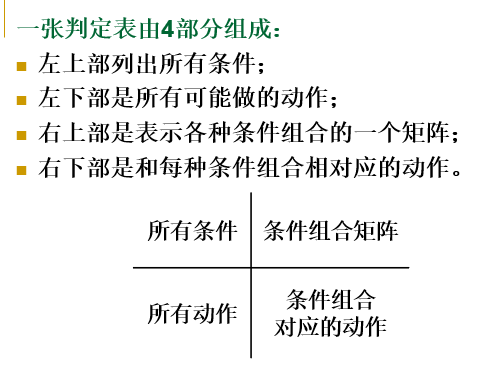 一张判定表由4部分组成：
左上部列出所有条件；
左下部是所有可能做的动作；
右上部是表示各种条件组合的一个矩阵；
右下部是和每种条件组合相对应的动作。
所有条件
条件组合矩阵
所有动作
条件组合
对应的动作